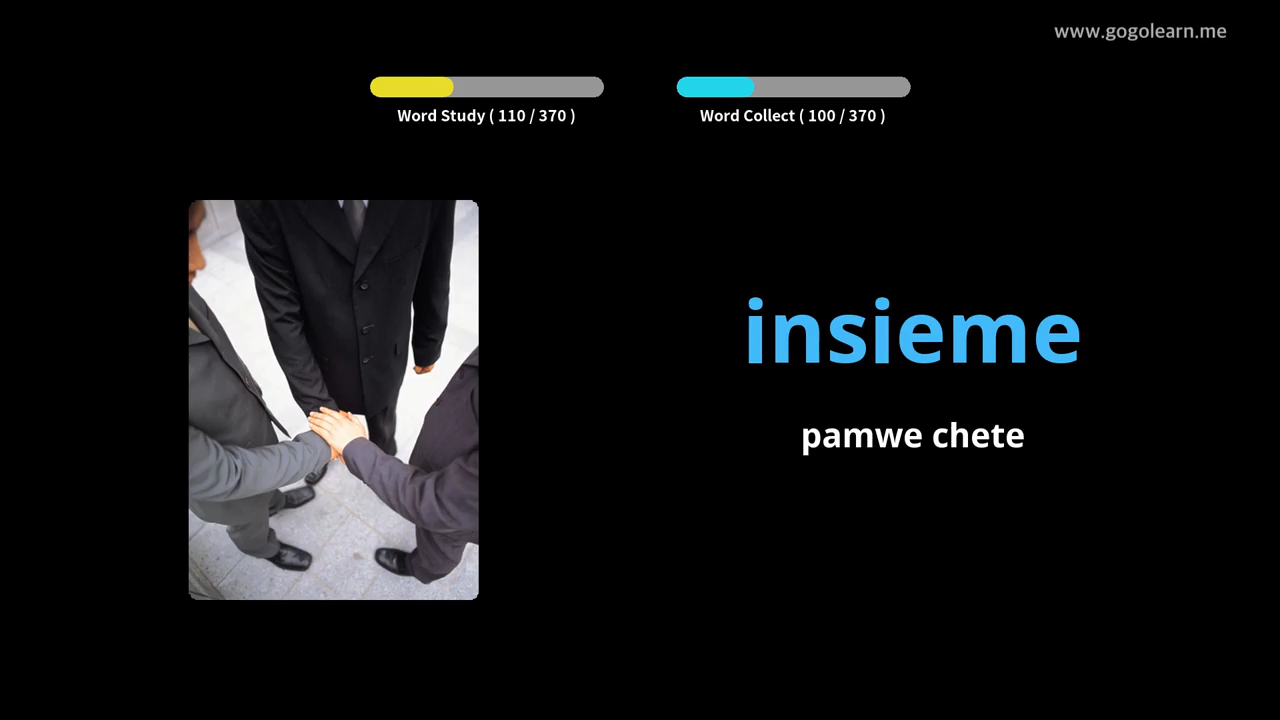 www.gogolearn.me
Word Study ( 110 / 370 )
Word Collect ( 100 / 370 )
insieme
pamwe chete